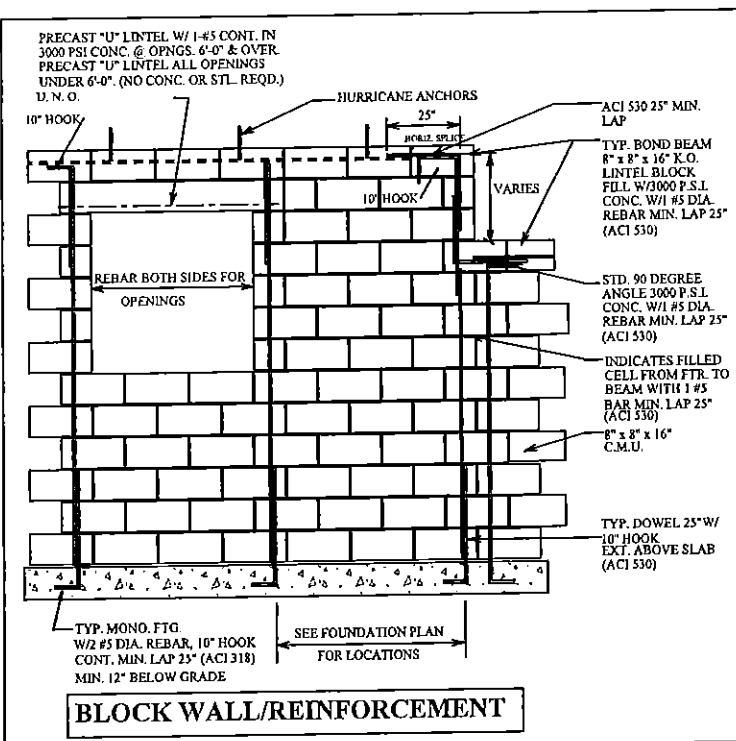 PRECAST "U" LINTEL W/ 1-#5 CONT. IN
3000 PSI CONC. @ OPNGS. 6'-0" & OVER
PRECAST "U" LINTEL ALL OPENINGS
UNDER 6'-0". (NO CONC. OR STL. REQD.)
U. N. O.
10" HOOK
HURRICANE ANCHORS
25"
HORIZ. SPLICE
10" HOOK
VARIES
ACI 530 25" MIN.
LAP
TYP. BOND BEAM
8" x 8" x 16" K.O.
LINTEL BLOCK
FILL W/3000 P.S.I.
CONC. W/1 #5 DIA.
REBAR MIN. LAP 25"
(ACI 530)
REBAR BOTH SIDES FOR
OPENINGS
STD. 90 DEGREE
ANGLE 3000 P.S.I.
CONC. W/1 #5 DIA.
REBAR MIN. LAP 25"
(ACI 530)
INDICATES FILLED
CELL FROM FTR. TO
BEAM WITH 1 #5
BAR MIN. LAP 25"
(ACI 530)
8" x 8" x 16"
C.M.U.
TYP. DOWEL 25" W/
10" HOOK
EXT. ABOVE SLAB
(ACI 530)
TYP. MONO. FTG.
W/2 #5 DIA. REBAR, 10" HOOK
CONT. MIN. LAP 25" (ACI 318)
MIN. 12" BELOW GRADE
SEE FOUNDATION PLAN
FOR LOCATIONS
BLOCK WALL/REINFORCEMENT